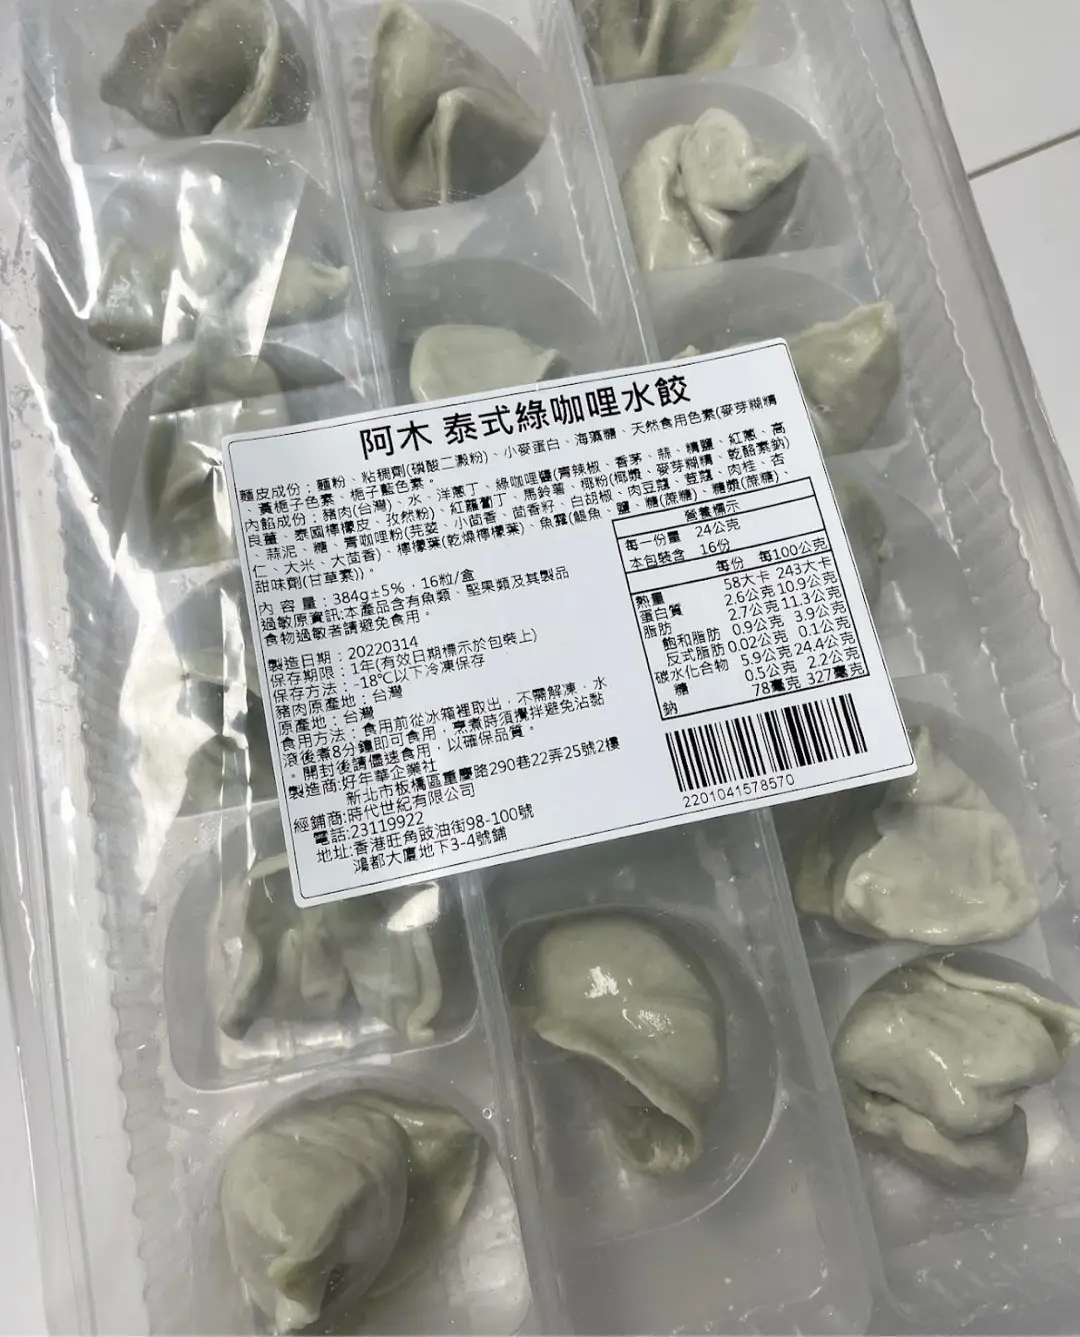 阿木 泰式綠咖哩水餃
麵皮成份：麵粉、粘稠劑(磷酸二澱粉)、小麥蛋白、海藻糖、天然食用色素(麥芽糊精
、黃梔子色素、梔子藍色素。
內餡成份：豬肉(台灣)、水、洋蔥丁、綠咖哩醬(青辣椒、香茅、蒜、精鹽、紅蔥、高
良薑、泰國檸檬皮、孜然粉)、紅蘿蔔丁、馬鈴薯、椰粉(椰漿、麥芽糊精、乾酪素鈉)
、蒜泥、糖、青咖哩粉(芫荽、小茴香、茴香籽、白胡椒、肉豆蔻、荳蔻、肉桂、杏
仁、大米、大茴香)、檸檬葉(乾燥檸檬葉)、魚露(鯷魚、鹽、糖(蔗糖)、糖漿(蔗糖)、
甜味劑(甘草素))。
內 容 量：384g±5%，16粒/盒
過敏原資訊:本產品含有魚類、堅果類及其製品
食物過敏者請避免食用。
製造日期：20220314
保存期限：1年(有效日期標示於包裝上)
保存方法：-18℃以下冷凍保存
豬肉原產地：台灣
原產地：台灣
食用方法：食用前從冰箱裡取出，不需解凍，水
滾後煮8分鐘即可食用，烹煮時須攪拌避免沾黏
。開封後請儘速食用，以確保品質。
製造商:好年華企業社
新北市板橋區重慶路290巷22弄25號2樓
經銷商:時代世紀有限公司
電話:23119922
地址:香港旺角豉油街98-100號
鴻都大廈地下3-4號鋪
營養標示
每一份量 24公克
本包裝含 16份
每份 每100公克
熱量 58大卡 243大卡
蛋白質 2.6公克 10.9公克
脂肪 2.7公克 11.3公克
飽和脂肪 0.9公克 3.9公克
反式脂肪 0.02公克 0.1公克
碳水化合物 5.9公克 24.4公克
糖 0.5公克 2.2公克
鈉 78毫克 327毫克
2201041578570